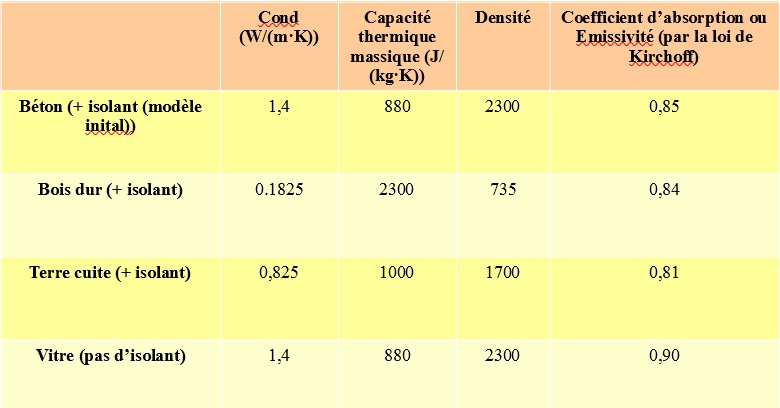 Cond
(W/(m·K))
Capacité
thermique
massique (J/
(kg·K))
Densité
Coefficient d’absorption ou
Emissivité (par la loi de
Kirchoff)
Béton (+ isolant (modèle
inital))
1,4
880
2300
0,85
Bois dur (+ isolant)
0.1825
2300
735
0,84
Terre cuite (+ isolant)
0,825
1000
1700
0,81
Vitre (pas d’isolant)
1,4
880
2300
0,90